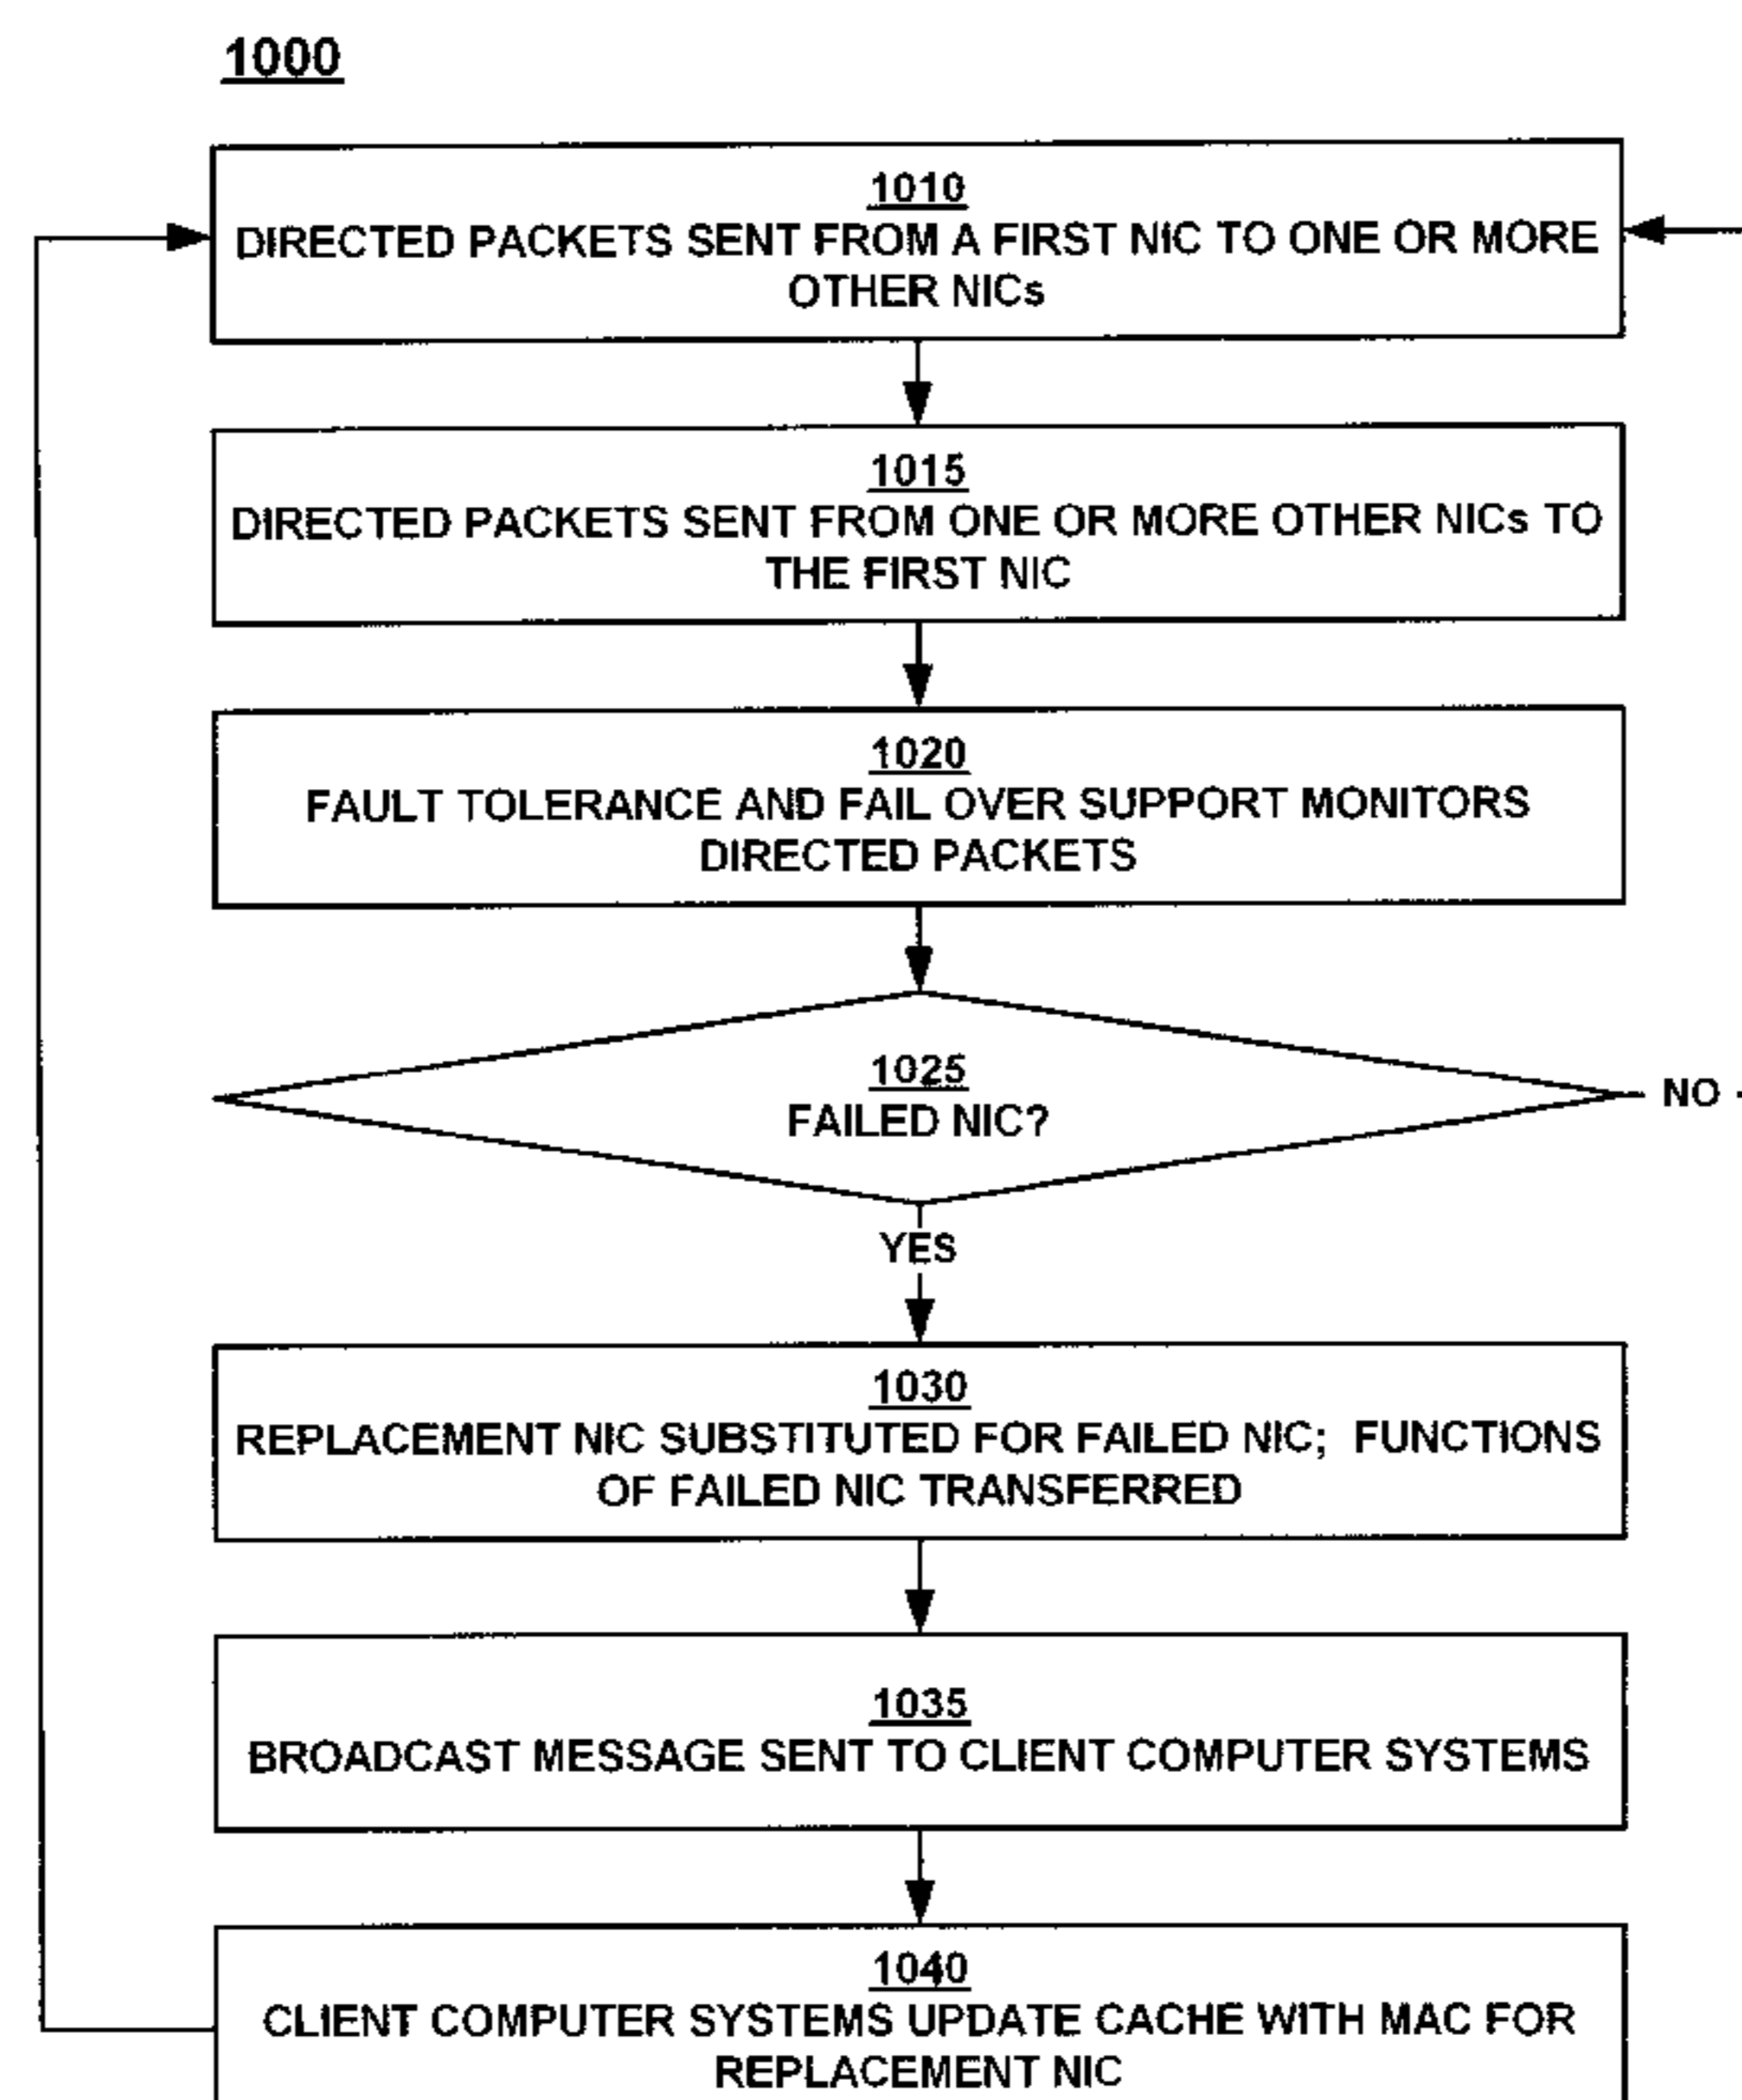 1000
1010
DIRECTED PACKETS SENT FROM A FIRST NIC TO ONE OR MORE
OTHER NICs
1015
DIRECTED PACKETS SENT FROM ONE OR MORE OTHER NICs TO
THE FIRST NIC
1020
FAULT TOLERANCE AND FAIL OVER SUPPORT MONITORS
DIRECTED PACKETS
1025
FAILED NIC?
NO
YES
1030
REPLACEMENT NIC SUBSTITUTED FOR FAILED NIC; FUNCTIONS
OF FAILED NIC TRANSFERRED
1035
BROADCAST MESSAGE SENT TO CLIENT COMPUTER SYSTEMS
1040
CLIENT COMPUTER SYSTEMS UPDATE CACHE WITH MAC FOR
REPLACEMENT NIC